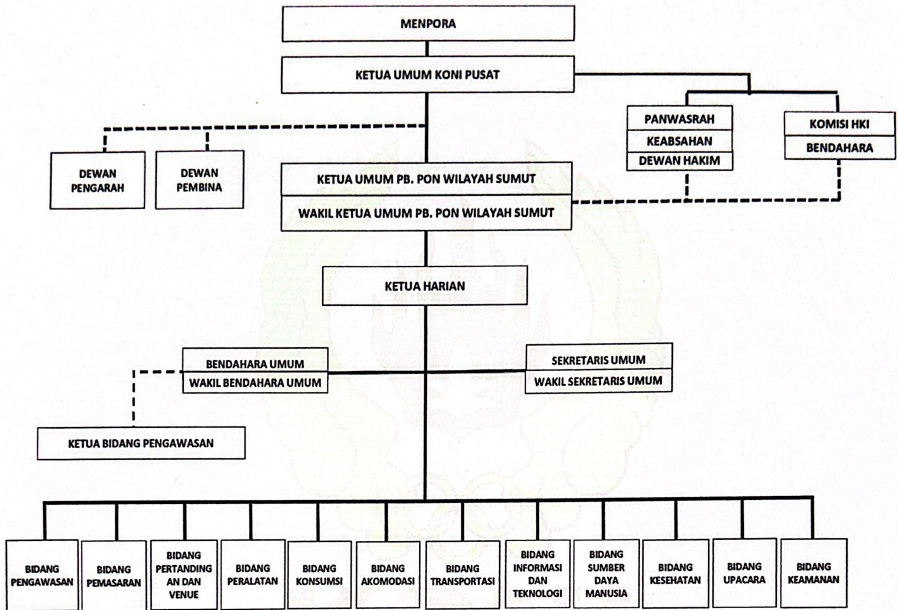 MENPORA
KETUA UMUM KONI PUSAT
PANWASRAH
KEABSAHAN
DEWAN HAKIM
KOMISI HKI
BENDAHARA
DEWAN
PENGARAH
DEWAN
PEMBINA
KETUA UMUM PB. PON WILAYAH SUMUT
WAKIL KETUA UMUM PB. PON WILAYAH SUMUT
KETUA HARIAN
BENDAHARA UMUM
WAKIL BENDAHARA UMUM
SEKRETARIS UMUM
WAKIL SEKRETARIS UMUM
KETUA BIDANG PENGAWASAN
BIDANG
PENGAWASAN
BIDANG
PEMASARAN
BIDANG
PERTANDING
AN DAN
VENUE
BIDANG
PERALATAN
BIDANG
KONSUMSI
BIDANG
AKOMODASI
BIDANG
TRANSPORTASI
BIDANG
INFORMASI
DAN
TEKNOLOGI
BIDANG
SUMBER
DAYA
MANUSIA
BIDANG
KESEHATAN
BIDANG
UPACARA
BIDANG
KEAMANAN